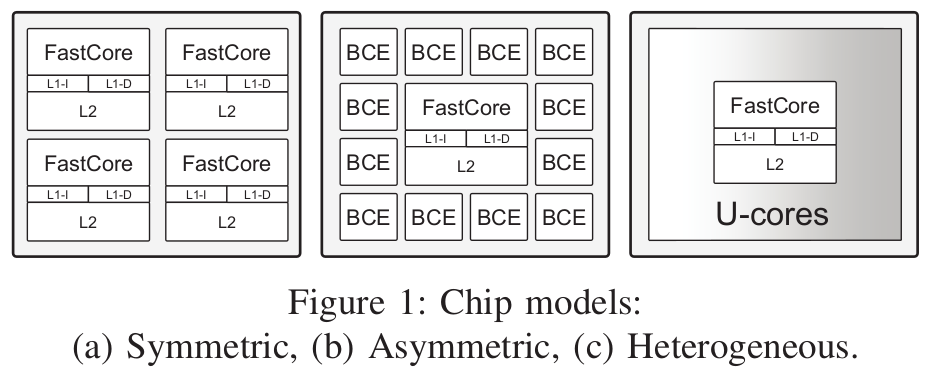 FastCore FastCore
L1-I L1-D L1-I L1-D
L2 L2
FastCore FastCore
L1-I L1-D L1-I L1-D
L2 L2
BCE BCE BCE BCE
BCE FastCore BCE
L1-I L1-D
BCE L2 BCE
BCE BCE BCE BCE
FastCore
L1-I L1-D
L2
U-cores
Figure 1: Chip models:
(a) Symmetric, (b) Asymmetric, (c) Heterogeneous.